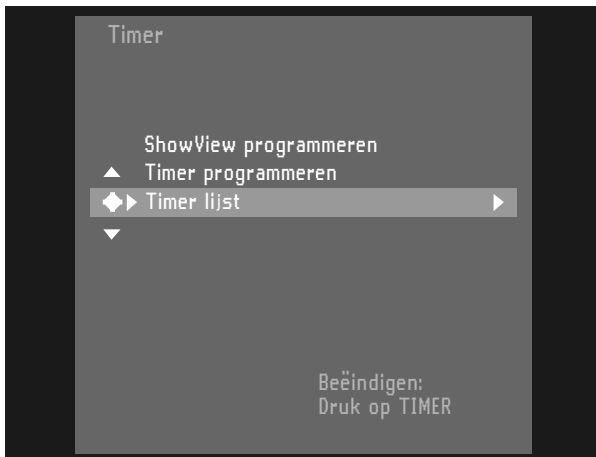 Timer
ShowView programmeren
Timer programmeren
Timer lijst
Beëindigen:
Druk op TIMER